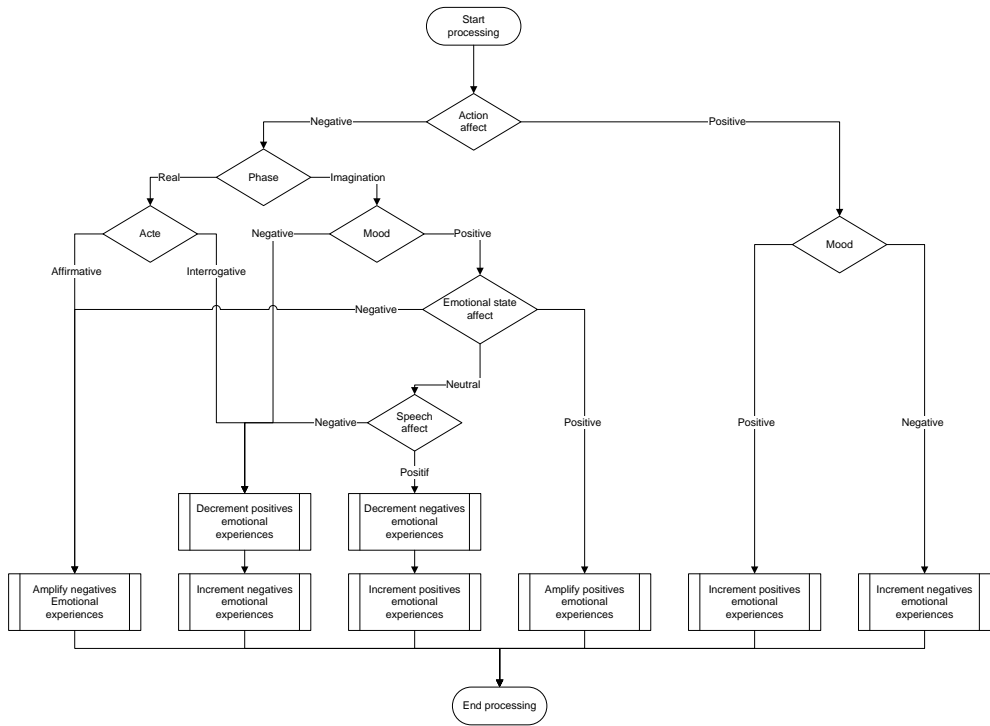 Start
processing
Action
affect
Negative
Positive
Phase
Real
Imagination
Acte
Mood
Negative
Positive
Mood
Affirmative
Interrogative
Emotional state
affect
Negative
Neutral
Speech
affect
Negative
Positive
Positive
Negative
Positif
Decrement positives
emotional
experiences
Decrement negatives
emotional
experiences
Amplify negatives
Emotional
experiences
Increment negatives
emotional
experiences
Increment positives
emotional
experiences
Amplify positives
emotional
experiences
Increment positives
emotional
experiences
Increment negatives
emotional
experiences
End processing